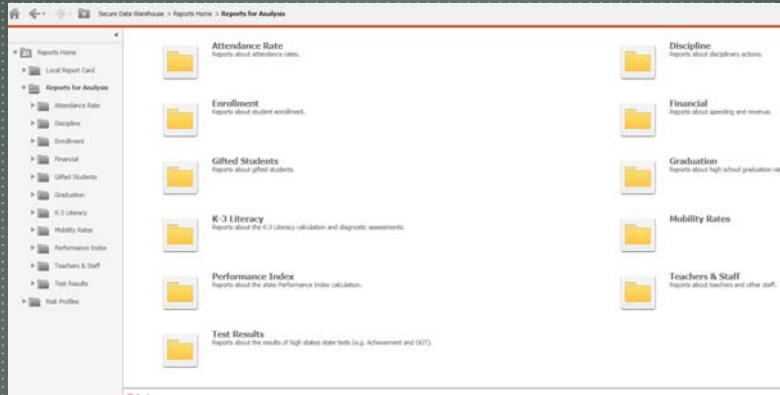 Secure Data Warehouse > Reports Home > Reports for Analysis
Reports Home
Local Report Card
Reports for Analysis
Attendance Rate
Discipline
Enrollment
Financial
Gifted Students
Graduation
K-3 Literacy
Mobility Rates
Performance Index
Teachers & Staff
Test Results
Risk Profiles
Attendance Rate
Reports about attendance rates.
Discipline
Reports about disciplinary actions.
Enrollment
Reports about student enrollment.
Financial
Reports about spending and revenue.
Gifted Students
Reports about gifted students.
Graduation
Reports about high school graduation rat
K-3 Literacy
Reports about the K-3 Literacy calculation and diagnostic assessments.
Mobility Rates
Performance Index
Reports about the state Performance Index calculation.
Teachers & Staff
Reports about teachers and other staff.
Test Results
Reports about the results of high stakes state tests (e.g. Achievement and OGT).